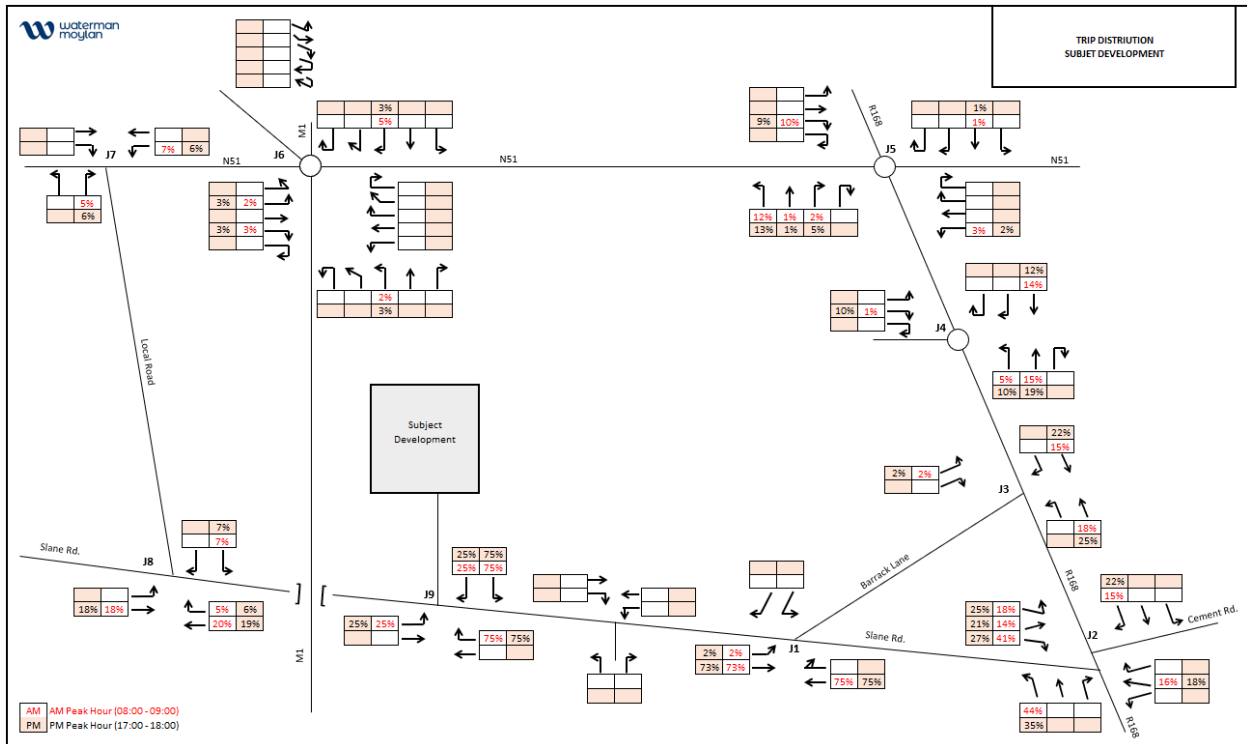 waterman
moylan
TRIP DISTRIUTION
SUBJET DEVELOPMENT
M1
3%
5%
R168
9% 10%
1%
1%
J7
7% 6%
J6
N51
N51
J5
N51
5%
6%
3% 2%
3% 3%
12% 1% 2%
13% 1% 5%
3% 2%
2%
3%
12%
14%
10% 1%
J4
Local Road
5% 15%
10% 19%
Subject
Development
22%
15%
2% 2%
J3
18%
25%
Slane Rd.
J8
7%
7%
18% 18%
5% 6%
20% 19%
]
[
J9
25% 75%
25% 75%
25% 25%
75% 75%
Barrack Lane
R168
22%
15%
Cement Rd.
25% 18%
21% 14%
27% 41%
J2
Slane Rd.
J1
2% 2%
73% 73%
75% 75%
16% 18%
M1
44%
35%
R168
AM AM Peak Hour (08:00 - 09:00)
PM PM Peak Hour (17:00 - 18:00)